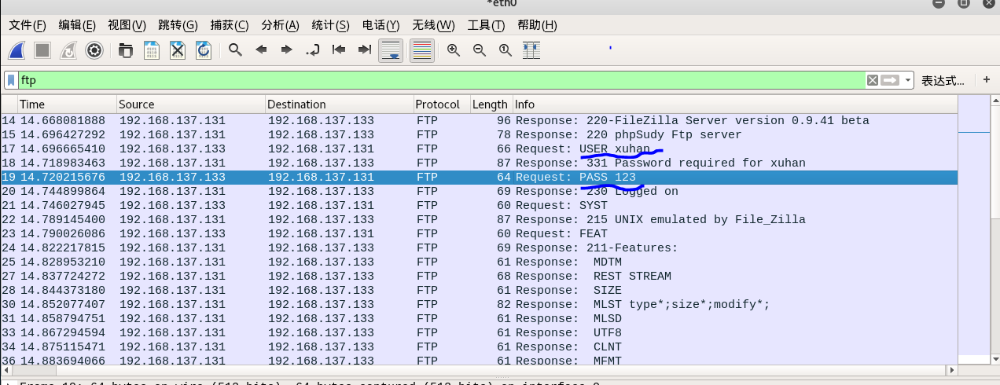 *eth0
文件(F) 编辑(E) 视图(V) 跳转(G) 捕获(C) 分析(A) 统计(S) 电话(Y) 无线(W) 工具(T) 帮助(H)
ftp 表达式… +
Time Source Destination Protocol Length Info
14 14.668081888 192.168.137.131 192.168.137.133 FTP 96 Response: 220-FileZilla Server version 0.9.41 beta
15 14.696427292 192.168.137.131 192.168.137.133 FTP 78 Response: 220 phpSudy Ftp server
17 14.696665410 192.168.137.133 192.168.137.131 FTP 66 Request: USER xuhan
18 14.718983463 192.168.137.131 192.168.137.133 FTP 87 Response: 331 Password required for xuhan
19 14.720215676 192.168.137.133 192.168.137.131 FTP 64 Request: PASS 123
20 14.744899864 192.168.137.131 192.168.137.133 FTP 69 Response: 230 Logged on
21 14.746027945 192.168.137.133 192.168.137.131 FTP 60 Request: SYST
22 14.789145400 192.168.137.131 192.168.137.133 FTP 87 Response: 215 UNIX emulated by File_Zilla
23 14.790026086 192.168.137.133 192.168.137.131 FTP 60 Request: FEAT
24 14.822217815 192.168.137.131 192.168.137.133 FTP 69 Response: 211-Features:
25 14.828953210 192.168.137.131 192.168.137.133 FTP 61 Response: MDTM
27 14.837724272 192.168.137.131 192.168.137.133 FTP 68 Response: REST STREAM
28 14.844373180 192.168.137.131 192.168.137.133 FTP 61 Response: SIZE
30 14.852077407 192.168.137.131 192.168.137.133 FTP 82 Response: MLST type*;size*;modify*;
31 14.858794751 192.168.137.131 192.168.137.133 FTP 61 Response: MLSD
33 14.867294594 192.168.137.131 192.168.137.133 FTP 61 Response: UTF8
34 14.875115471 192.168.137.131 192.168.137.133 FTP 61 Response: CLNT
36 14.883694066 192.168.137.131 192.168.137.133 FTP 61 Response: MFMT